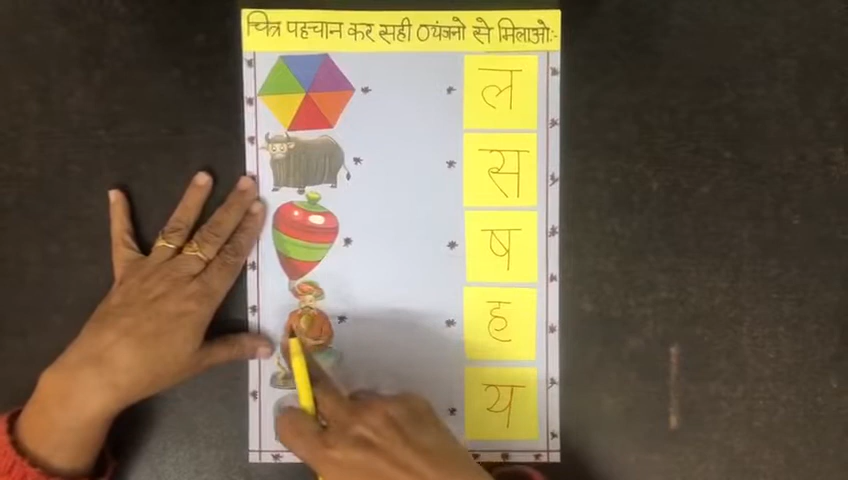 चित्र पहचान कर सही व्यंजनो से मिलाओ:-
ल
स
ष
ह
य